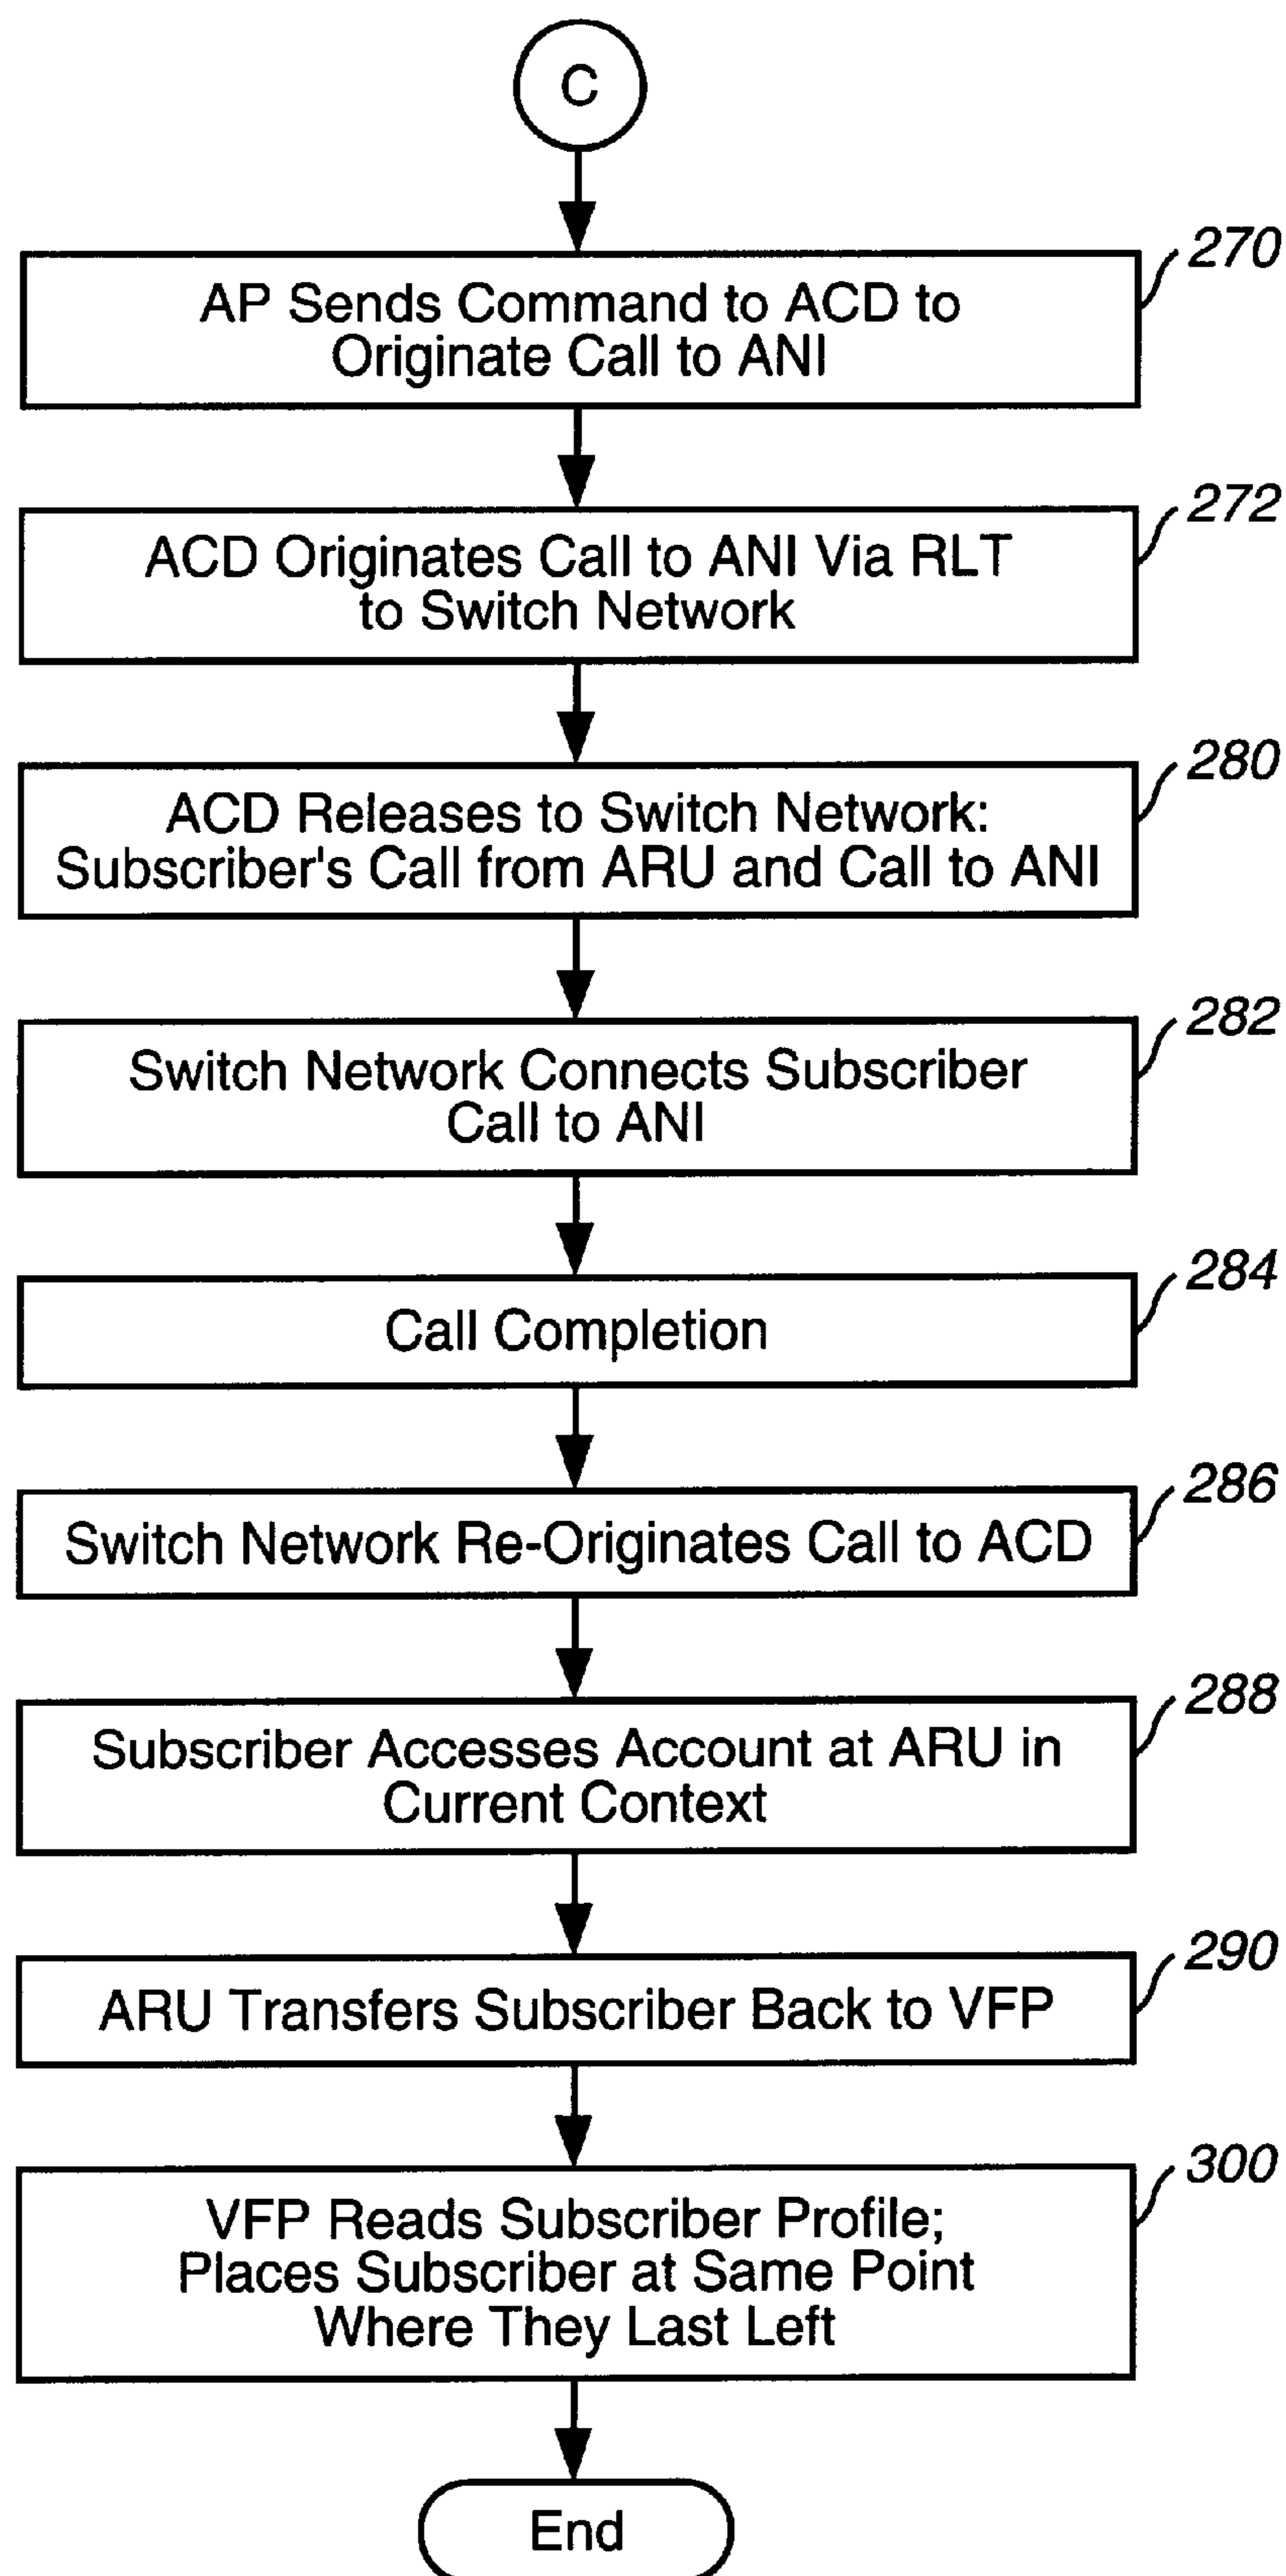 C
270
AP Sends Command to ACD to
Originate Call to ANI
272
ACD Originates Call to ANI Via RLT
to Switch Network
280
ACD Releases to Switch Network:
Subscriber's Call from ARU and Call to ANI
282
Switch Network Connects Subscriber
Call to ANI
284
Call Completion
286
Switch Network Re-Originates Call to ACD
288
Subscriber Accesses Account at ARU in
Current Context
290
ARU Transfers Subscriber Back to VFP
300
VFP Reads Subscriber Profile;
Places Subscriber at Same Point
Where They Last Left
End